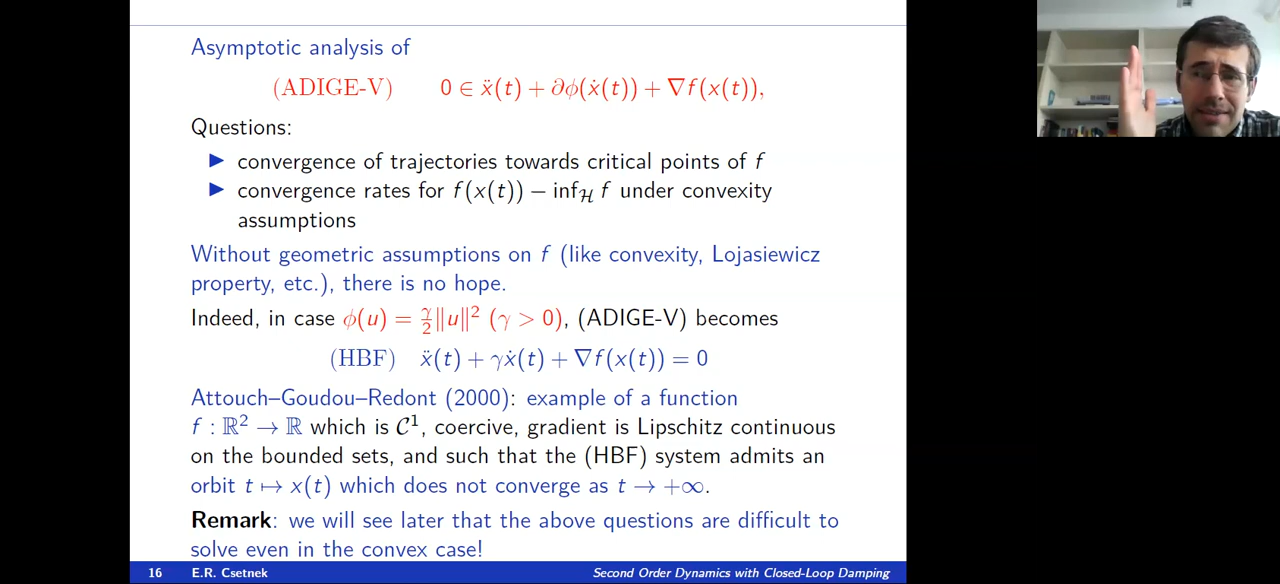 Asymptotic analysis of
(ADIGE-V) 0 ∈ ẍ(t) + ∂ϕ(ẋ(t)) + ∇f(x(t)),
Questions:
▶ convergence of trajectories towards critical points of f
▶ convergence rates for f(x(t)) − inf_ℋ f under convexity
assumptions
Without geometric assumptions on f (like convexity, Lojasiewicz
property, etc.), there is no hope.
Indeed, in case ϕ(u) = γ/2 ‖u‖² (γ > 0), (ADIGE-V) becomes
(HBF) ẍ(t) + γẋ(t) + ∇f(x(t)) = 0
Attouch–Goudou–Redont (2000): example of a function
f : ℝ² → ℝ which is 𝒞¹, coercive, gradient is Lipschitz continuous
on the bounded sets, and such that the (HBF) system admits an
orbit t ↦ x(t) which does not converge as t → +∞.
Remark: we will see later that the above questions are difficult to
solve even in the convex case!
16 E.R. Csetnek Second Order Dynamics with Closed-Loop Damping